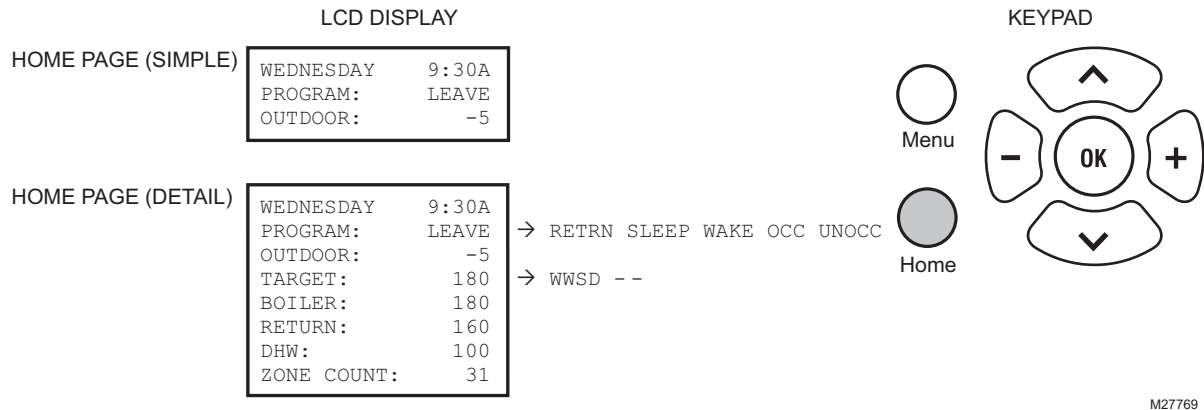 LCD DISPLAY
KEYPAD
HOME PAGE (SIMPLE)
WEDNESDAY 9:30A
PROGRAM: LEAVE
OUTDOOR: -5
Menu
- OK +
HOME PAGE (DETAIL)
WEDNESDAY 9:30A
PROGRAM: LEAVE → RETRN SLEEP WAKE OCC UNOCC
OUTDOOR: -5
TARGET: 180 → WWSD --
BOILER: 180
RETURN: 160
DHW: 100
ZONE COUNT: 31
Home
M27769